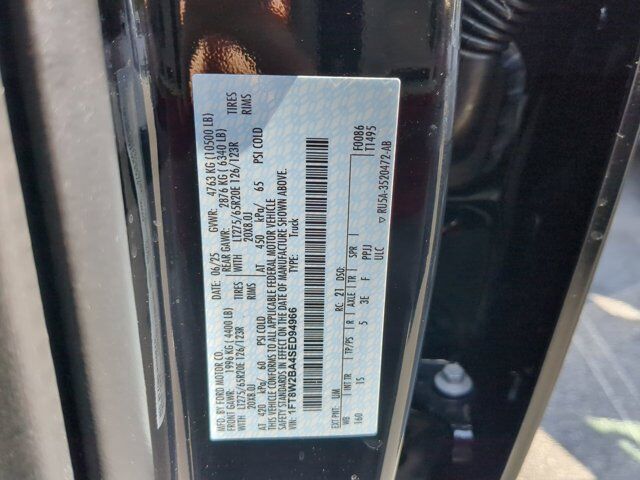 MFD. BY FORD MOTOR CO.
DATE: 06/25 GVWR: 4763 KG (10500 LB)
FRONT GAWR: 1996 KG (4400 LB) REAR GAWR: 2876 KG (6340 LB)
LT275/65R20E 126/123R TIRES WITH LT275/65R20E 126/123R TIRES
20X8.0J RIMS 20X8.0J RIMS
AT 420 kPa/ 60 PSI COLD AT 450 kPa/ 65 PSI COLD
THIS VEHICLE CONFORMS TO ALL APPLICABLE FEDERAL MOTOR VEHICLE
SAFETY STANDARDS IN EFFECT ON THE DATE OF MANUFACTURE SHOWN ABOVE.
VIN: 1FT8W2BA4SED94966 TYPE: Truck
F0086
T1495
EXT PNT: UM RC: 21 DSO:
WB INT TR TP/PS R AXLE TR SPR
160 15 5 3E F PPJJ
ULC
RU5A-3520472-AB